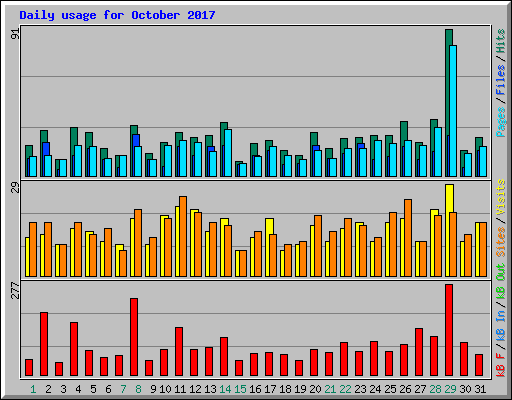 Daily usage for October 2017
91
Pages / Files / Hits
29
Sites / Visits
277
kB F / kB In / kB Out
1 2 3 4 5 6 7 8 9 10 11 12 13 14 15 16 17 18 19 20 21 22 23 24 25 26 27 28 29 30 31